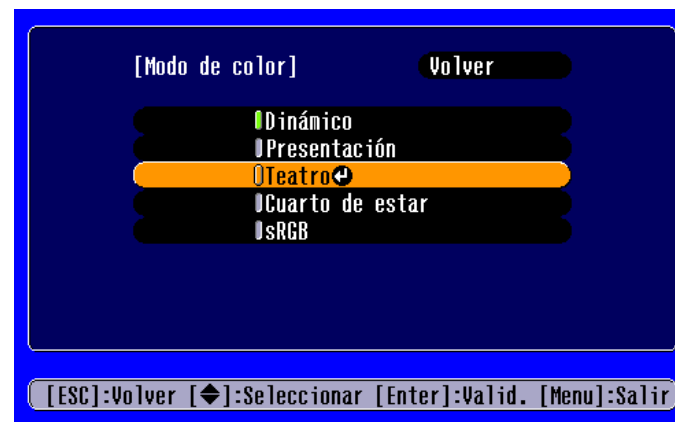 [Modo de color] Volver
Dinámico
Presentación
Teatro
Cuarto de estar
sRGB
[ESC]:Volver [◆]:Seleccionar [Enter]:Valid. [Menu]:Salir